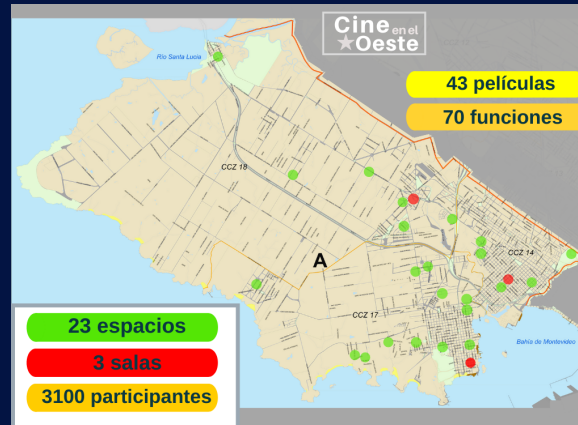 Cine en el
Oeste
Río Santa Lucía
43 películas
70 funciones
CCZ 18
CCZ 14
A
CCZ 17
23 espacios
3 salas
3100 participantes
Bahía de Montevideo